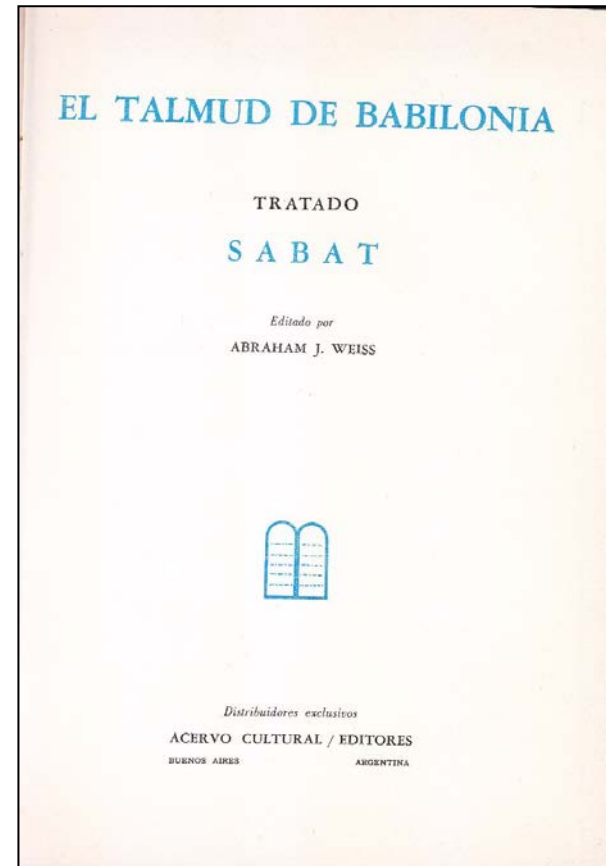 EL TALMUD DE BABILONIA
TRATADO
SABAT
Editado por
ABRAHAM J. WEISS
Distribuidores exclusivos
ACERVO CULTURAL / EDITORES
BUENOS AIRES ARGENTINA